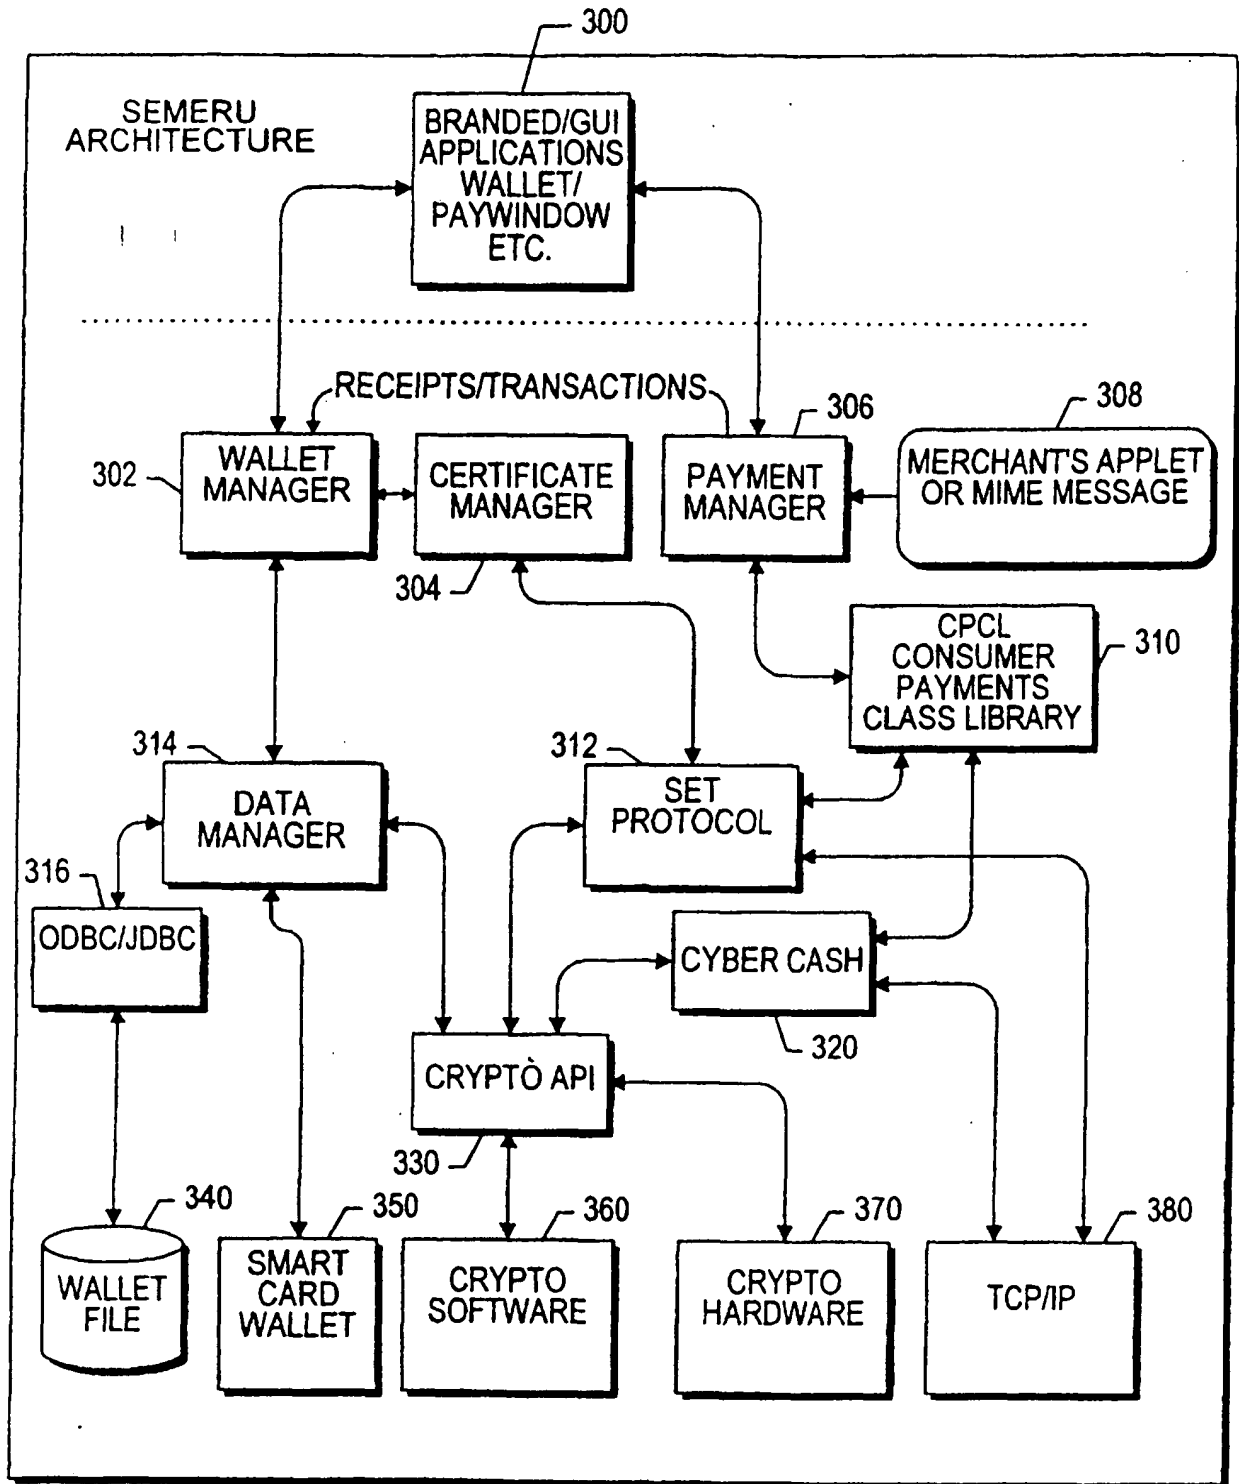 300
SEMERU
ARCHITECTURE
BRANDED/GUI
APPLICATIONS
WALLET/
PAYWINDOW
ETC.
RECEIPTS/TRANSACTIONS
306
308
302
WALLET
MANAGER
CERTIFICATE
MANAGER
PAYMENT
MANAGER
MERCHANT'S APPLET
OR MIME MESSAGE
304
CPCL
CONSUMER
PAYMENTS
CLASS LIBRARY
310
314
312
DATA
MANAGER
SET
PROTOCOL
316
ODBC/JDBC
CYBER CASH
320
CRYPTO API
330
340
350
360
370
380
WALLET
FILE
SMART
CARD
WALLET
CRYPTO
SOFTWARE
CRYPTO
HARDWARE
TCP/IP